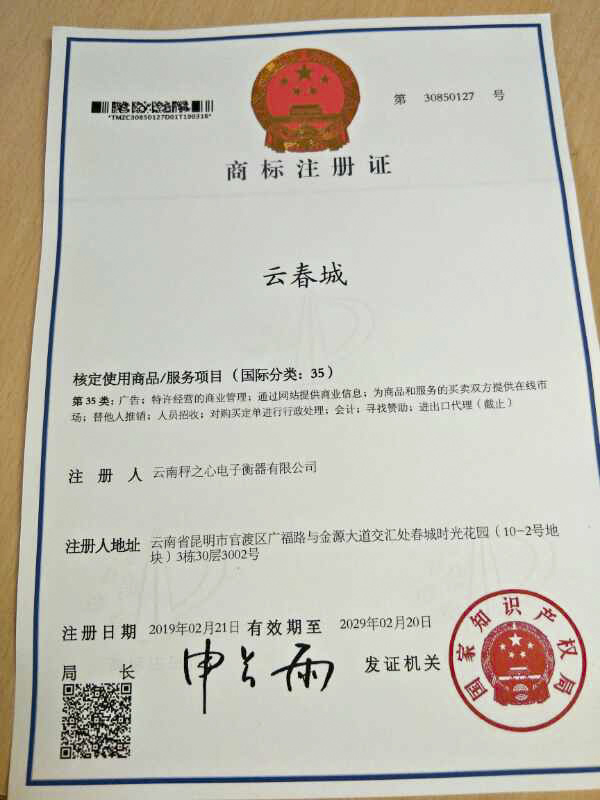 第 30850127 号
*TMZC30850127D01T190318*
商标注册证
云春城
核定使用商品/服务项目（国际分类：35）
第35类：广告；特许经营的商业管理；通过网站提供商业信息；为商品和服务的买卖双方提供在线市
场；替他人推销；人员招收；对购买定单进行行政处理；会计；寻找赞助；进出口代理（截止）
注册人 云南秤之心电子衡器有限公司
注册人地址 云南省昆明市官渡区广福路与金源大道交汇处春城时光花园（10-2号地
块）3栋30层3002号
注册日期 2019年02月21日 有效期至 2029年02月20日
局长 申长雨 发证机关
国家知识产权局